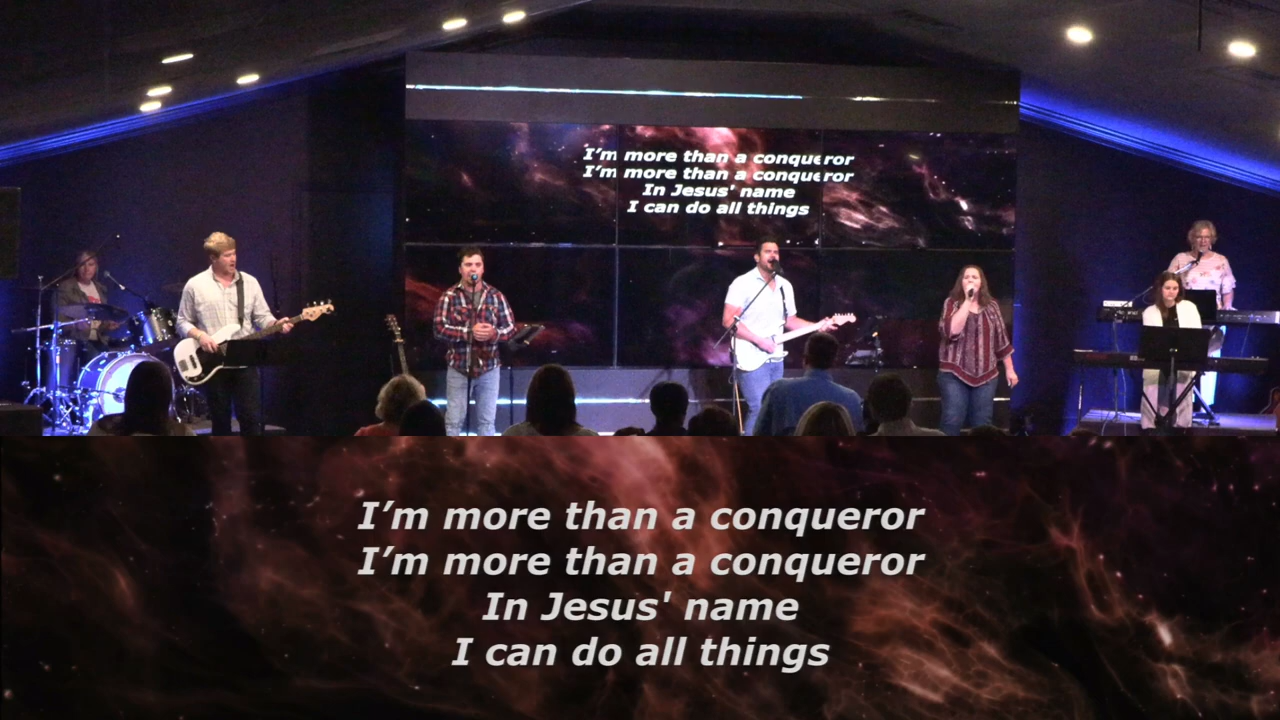 I'm more than a conqueror
I'm more than a conqueror
In Jesus' name
I can do all things
I’m more than a conqueror
I’m more than a conqueror
In Jesus' name
I can do all things